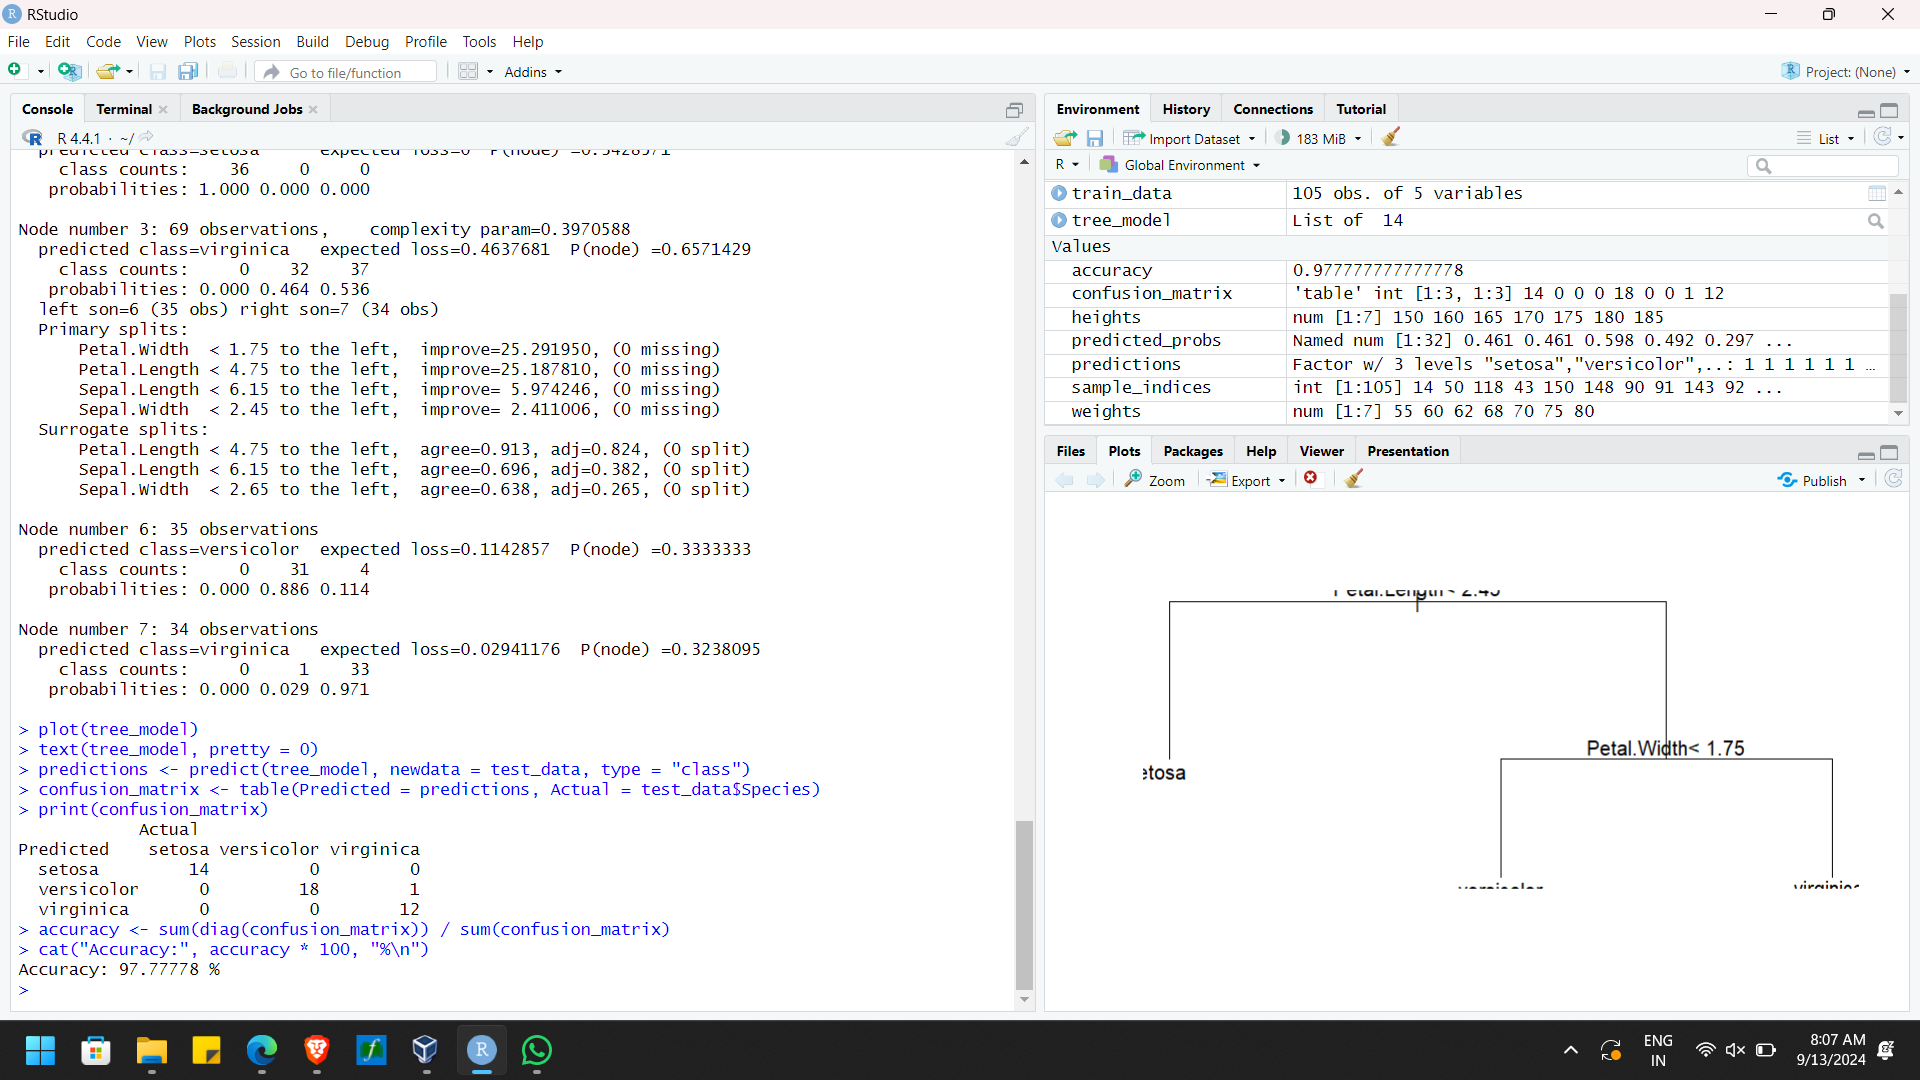 RStudio
File Edit Code View Plots Session Build Debug Profile Tools Help
Go to file/function Addins Project: (None)
Console Terminal Background Jobs
R 4.4.1 · ~/
predicted class=setosa expected loss=0 P(node) =0.3428571
class counts: 36 0 0
probabilities: 1.000 0.000 0.000
Node number 3: 69 observations, complexity param=0.3970588
predicted class=virginica expected loss=0.4637681 P(node) =0.6571429
class counts: 0 32 37
probabilities: 0.000 0.464 0.536
left son=6 (35 obs) right son=7 (34 obs)
Primary splits:
Petal.Width < 1.75 to the left, improve=25.291950, (0 missing)
Petal.Length < 4.75 to the left, improve=25.187810, (0 missing)
Sepal.Length < 6.15 to the left, improve= 5.974246, (0 missing)
Sepal.Width < 2.45 to the left, improve= 2.411006, (0 missing)
Surrogate splits:
Petal.Length < 4.75 to the left, agree=0.913, adj=0.824, (0 split)
Sepal.Length < 6.15 to the left, agree=0.696, adj=0.382, (0 split)
Sepal.Width < 2.65 to the left, agree=0.638, adj=0.265, (0 split)
Node number 6: 35 observations
predicted class=versicolor expected loss=0.1142857 P(node) =0.3333333
class counts: 0 31 4
probabilities: 0.000 0.886 0.114
Node number 7: 34 observations
predicted class=virginica expected loss=0.02941176 P(node) =0.3238095
class counts: 0 1 33
probabilities: 0.000 0.029 0.971
> plot(tree_model)
> text(tree_model, pretty = 0)
> predictions <- predict(tree_model, newdata = test_data, type = "class")
> confusion_matrix <- table(Predicted = predictions, Actual = test_data$Species)
> print(confusion_matrix)
Actual
Predicted setosa versicolor virginica
setosa 14 0 0
versicolor 0 18 1
virginica 0 0 12
> accuracy <- sum(diag(confusion_matrix)) / sum(confusion_matrix)
> cat("Accuracy:", accuracy * 100, "%\n")
Accuracy: 97.77778 %
>
Environment History Connections Tutorial
Import Dataset 183 MiB List
R Global Environment
train_data 105 obs. of 5 variables
tree_model List of 14
Values
accuracy 0.977777777777778
confusion_matrix 'table' int [1:3, 1:3] 14 0 0 0 18 0 0 1 12
heights num [1:7] 150 160 165 170 175 180 185
predicted_probs Named num [1:32] 0.461 0.461 0.598 0.492 0.297 ...
predictions Factor w/ 3 levels "setosa","versicolor",..: 1 1 1 1 1 1 …
sample_indices int [1:105] 14 50 118 43 150 148 90 91 143 92 ...
weights num [1:7] 55 60 62 68 70 75 80
Files Plots Packages Help Viewer Presentation
Zoom Export Publish
Petal.Length< 2.45
etosa
Petal.Width< 1.75
versicolor
virginica
ENG
IN
8:07 AM
9/13/2024